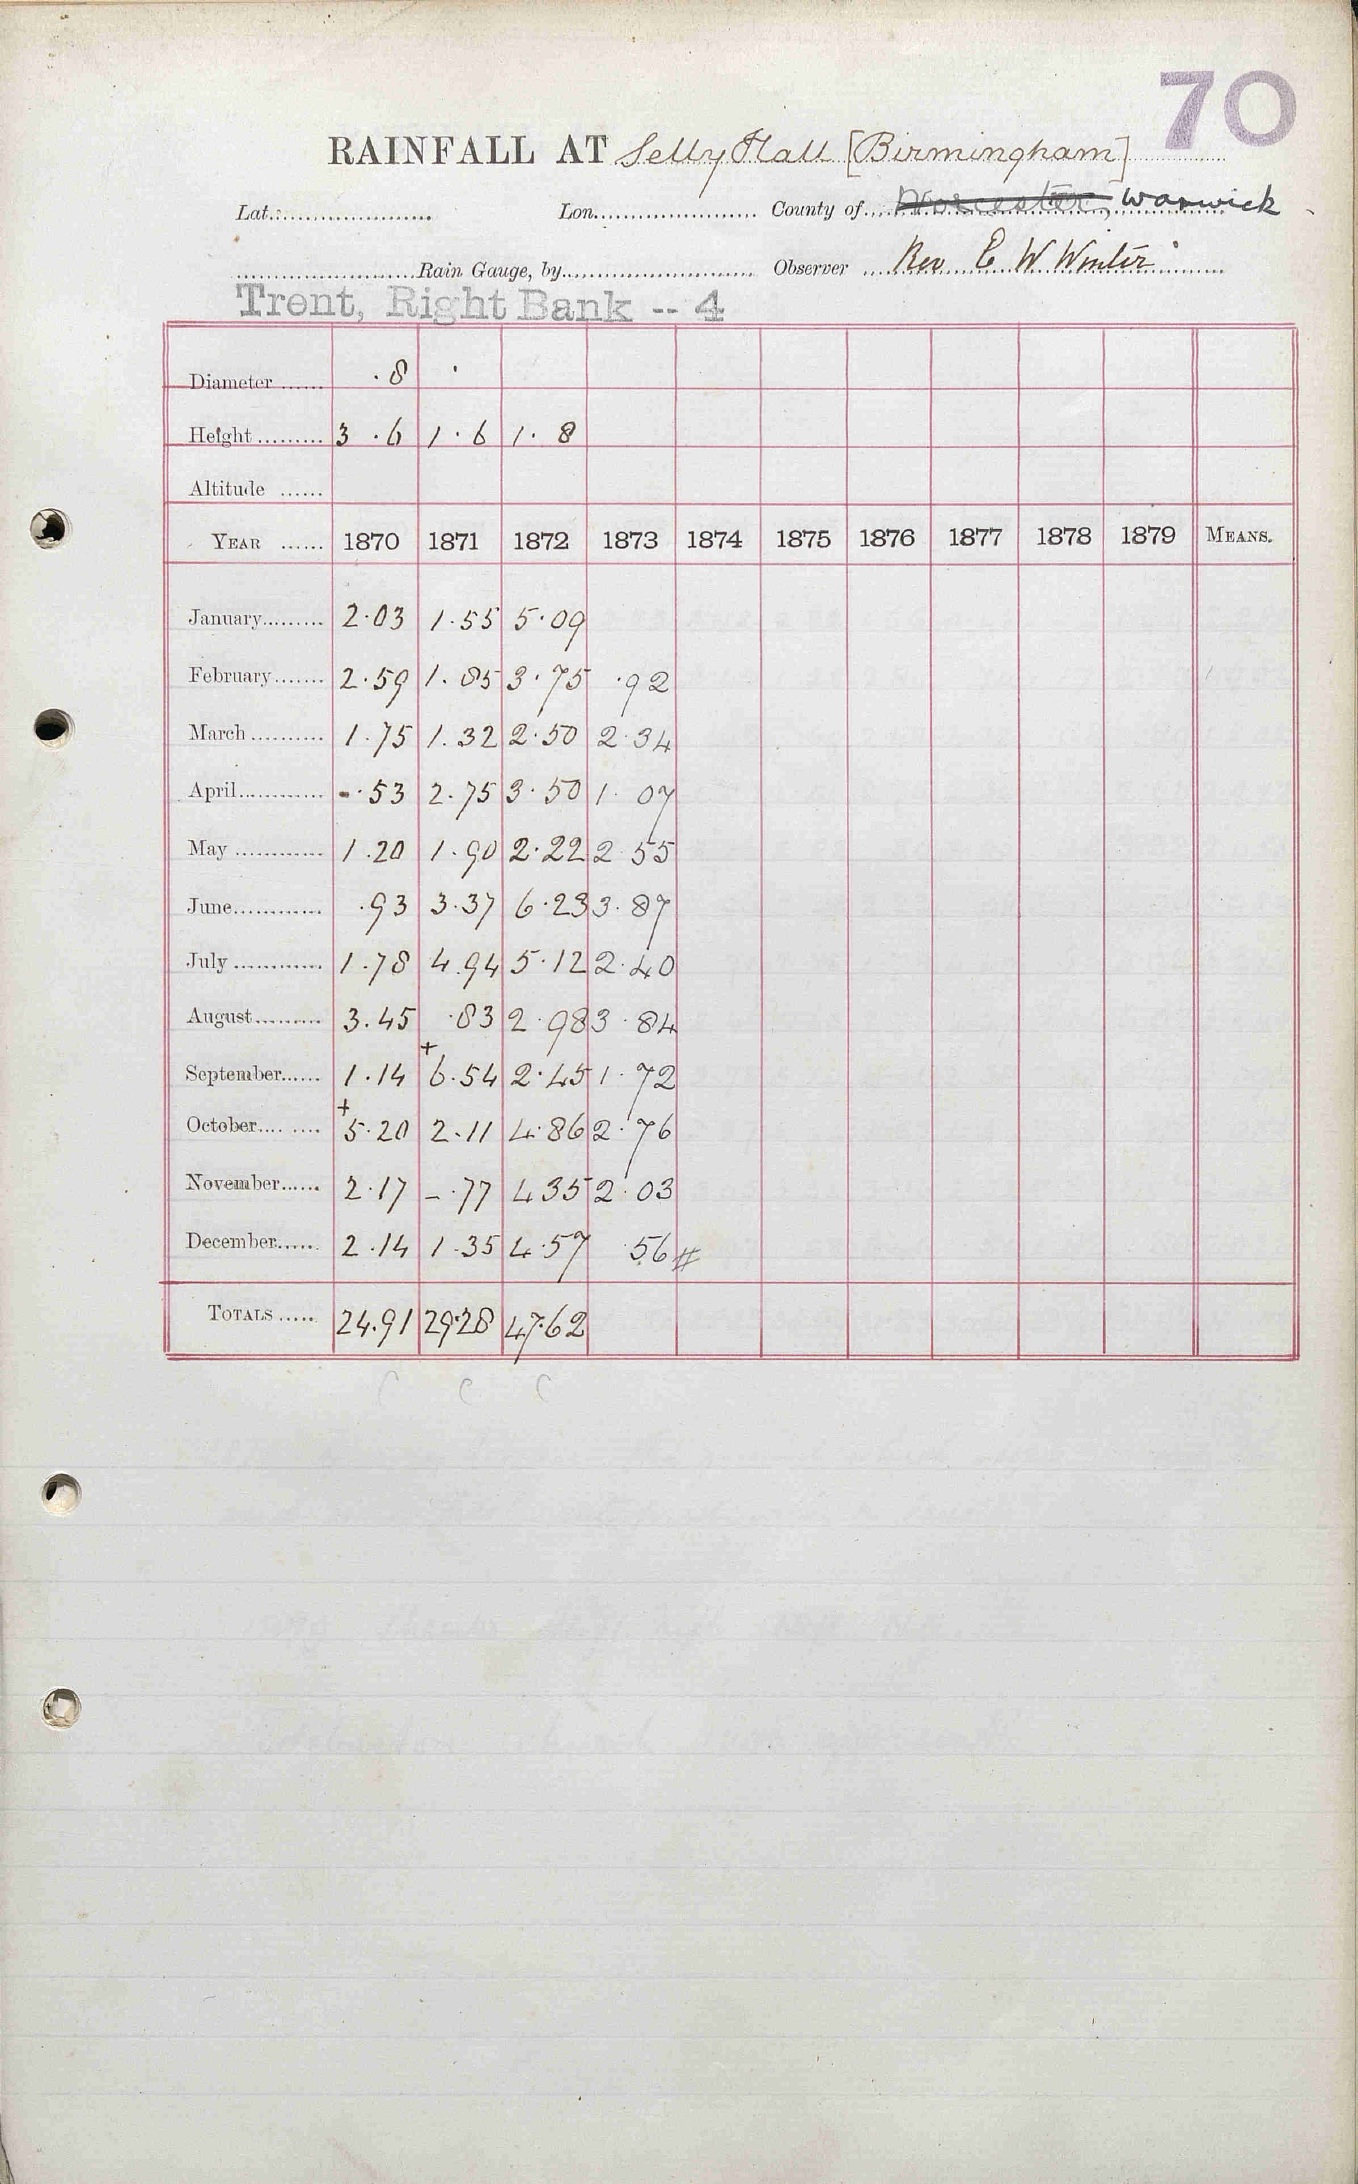 70
RAINFALL AT Selly Hall [Birmingham]
Lat. Lon. County of Worcester, Warwick
Rain Gauge, by Observer Rev E W Winter
Trent, Right Bank -- 4
Diameter ·8 ·
Height 3 ·6 1·6 1·8
Altitude
YEAR 1870 1871 1872 1873 1874 1875 1876 1877 1878 1879 MEANS.
January 2·03 1·55 5·09
February 2·59 1·85 3·75 ·92
March 1·75 1.32 2·50 2·34
April -·53 2·75 3·50 1·07
May 1·20 1·90 2·22 2·55
June ·93 3·37 6·23 3·87
July 1·78 4·94 5·12 2·40
August 3·45 ·83 2·98 3·84
September 1·14 +6·54 2·45 1·72
October +5·20 2·11 4·86 2·76
November 2·17 -·77 4 35 2·03
December 2·14 1·35 4·57 ·56 #
TOTALS 24·91 29·28 47·62
C C C